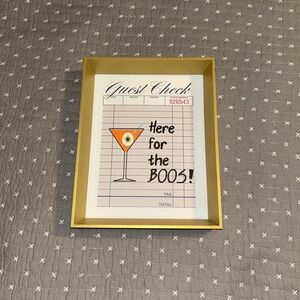 Guest Check
926543
Here
for
the
BOOS!
TAX
TOTAL